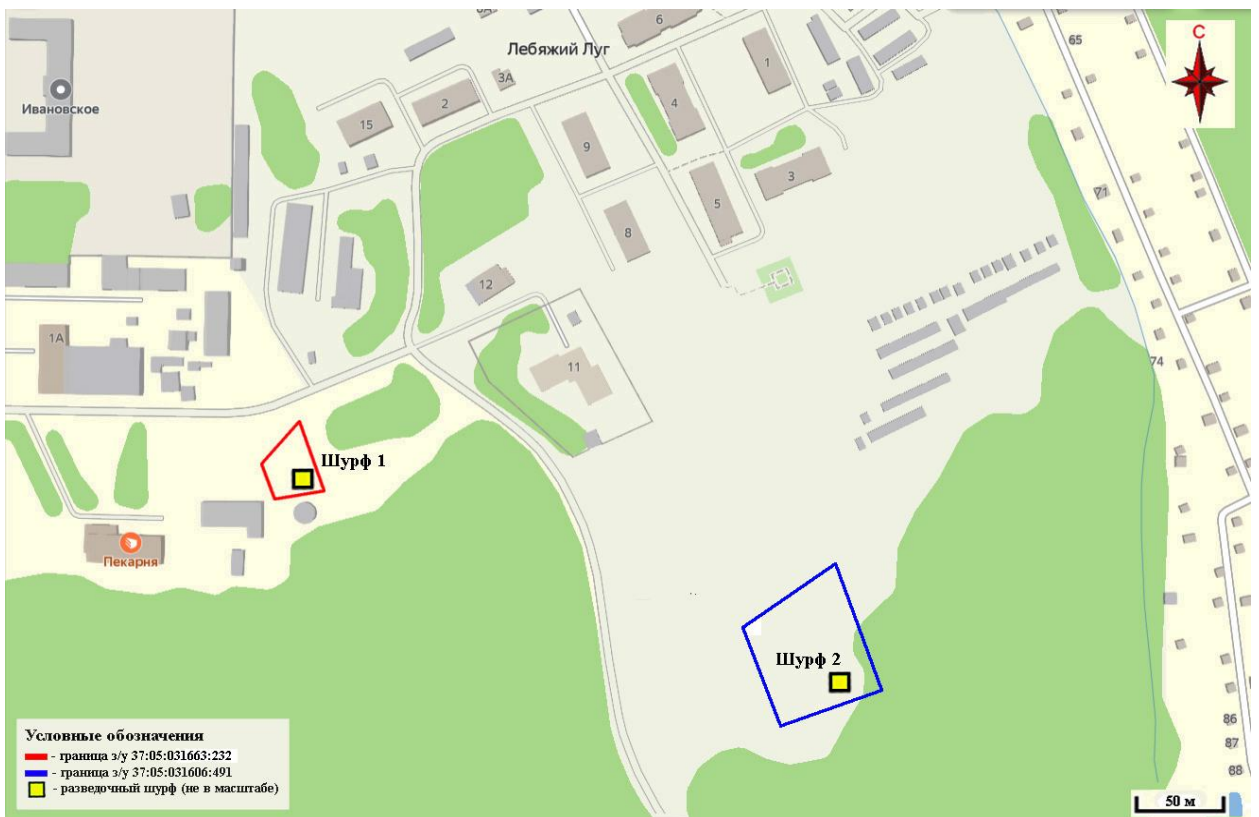 6А
6
65
С
Лебяжий Луг
1
3А
Ивановское
2
4
15
9
3
71
5
8
12
1А
74
11
Шурф 1
Пекарня
Шурф 2
86
87
68
Условные обозначения
- граница з/у 37:05:031663:232
- граница з/у 37:05:031606:491
- разведочный шурф (не в масштабе)
50 м